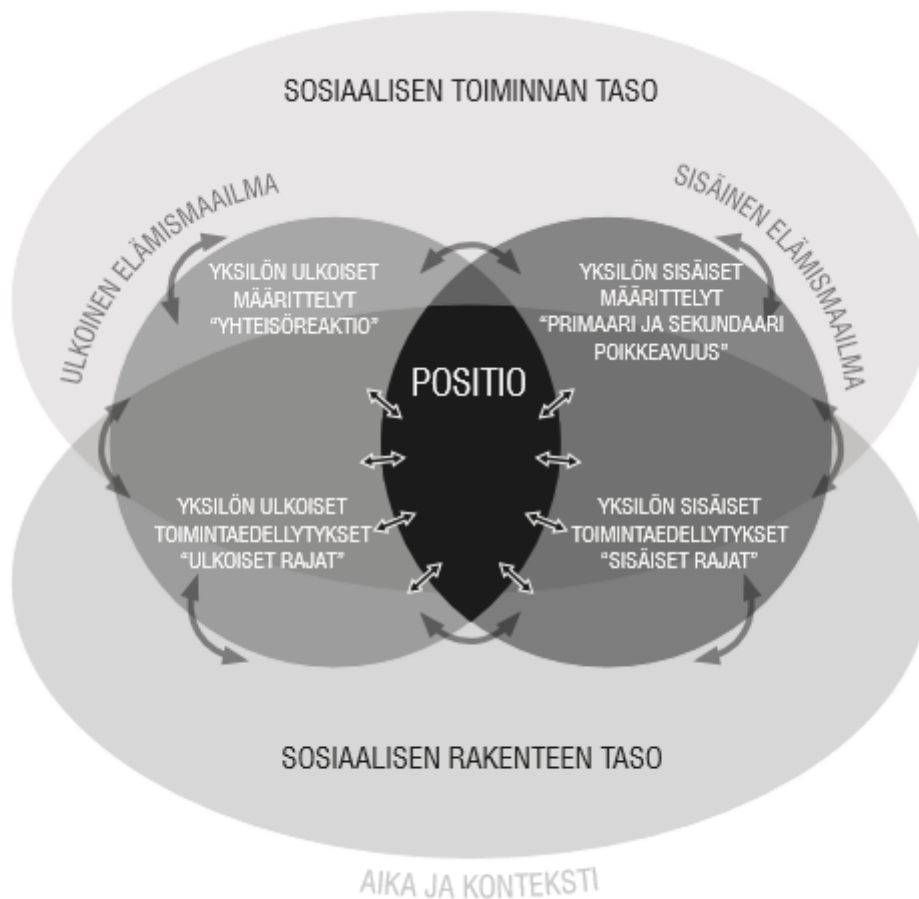 SOSIAALISEN TOIMINNAN TASO
ULKOINEN ELÄMISMAAILMA
SISÄINEN ELÄMISMAAILMA
YKSILÖN ULKOISET
MÄÄRITTELYT
“YHTEISÖREAKTIO”
YKSILÖN SISÄISET
MÄÄRITTELYT
“PRIMAARI JA SEKUNDAARI
POIKKEAVUUS”
POSITIO
YKSILÖN ULKOISET
TOIMINTAEDELLYTYKSET
“ULKOISET RAJAT”
YKSILÖN SISÄISET
TOIMINTAEDELLYTYKSET
“SISÄISET RAJAT”
SOSIAALISEN RAKENTEEN TASO
AIKA JA KONTEKSTI